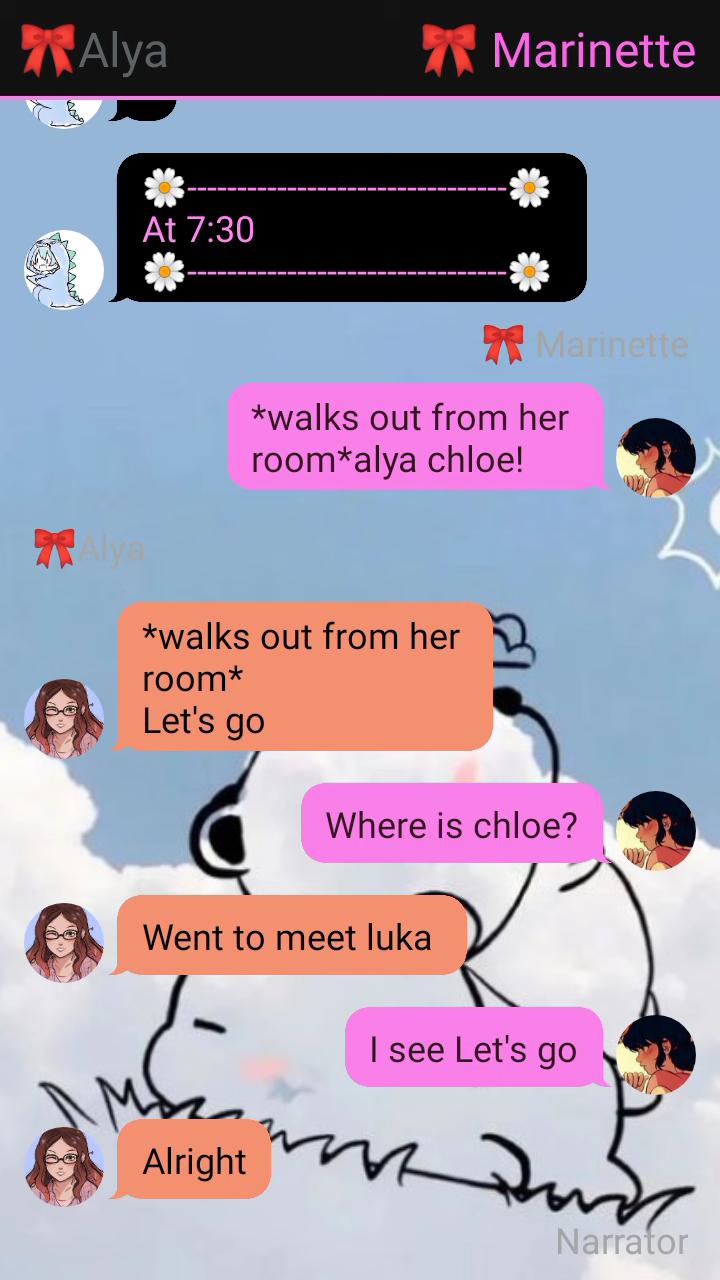 🎀Alya
🎀 Marinette
🌼--------------------------------🌼
At 7:30
🌼--------------------------------🌼
🎀 Marinette
*walks out from her
room*alya chloe!
🎀Alya
*walks out from her
room*
Let's go
Where is chloe?
Went to meet luka
I see Let's go
Alright
Narrator